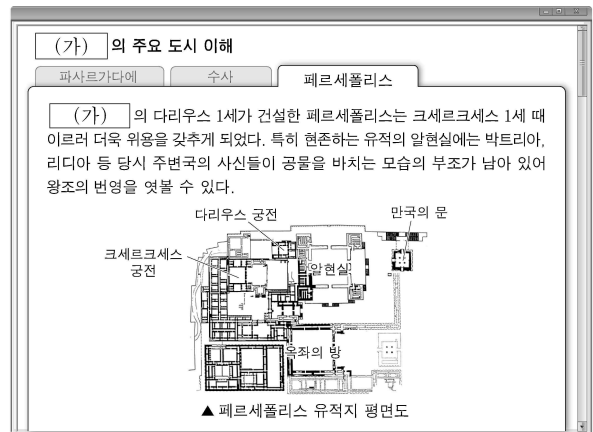 (가) 의 주요 도시 이해
파사르가다에 수사 페르세폴리스
(가) 의 다리우스 1세가 건설한 페르세폴리스는 크세르크세스 1세 때
이르러 더욱 위용을 갖추게 되었다. 특히 현존하는 유적의 알현실에는 박트리아,
리디아 등 당시 주변국의 사신들이 공물을 바치는 모습의 부조가 남아 있어
왕조의 번영을 엿볼 수 있다.
다리우스 궁전
만국의 문
크세르크세스
궁전
알현실
옥좌의 방
▲ 페르세폴리스 유적지 평면도